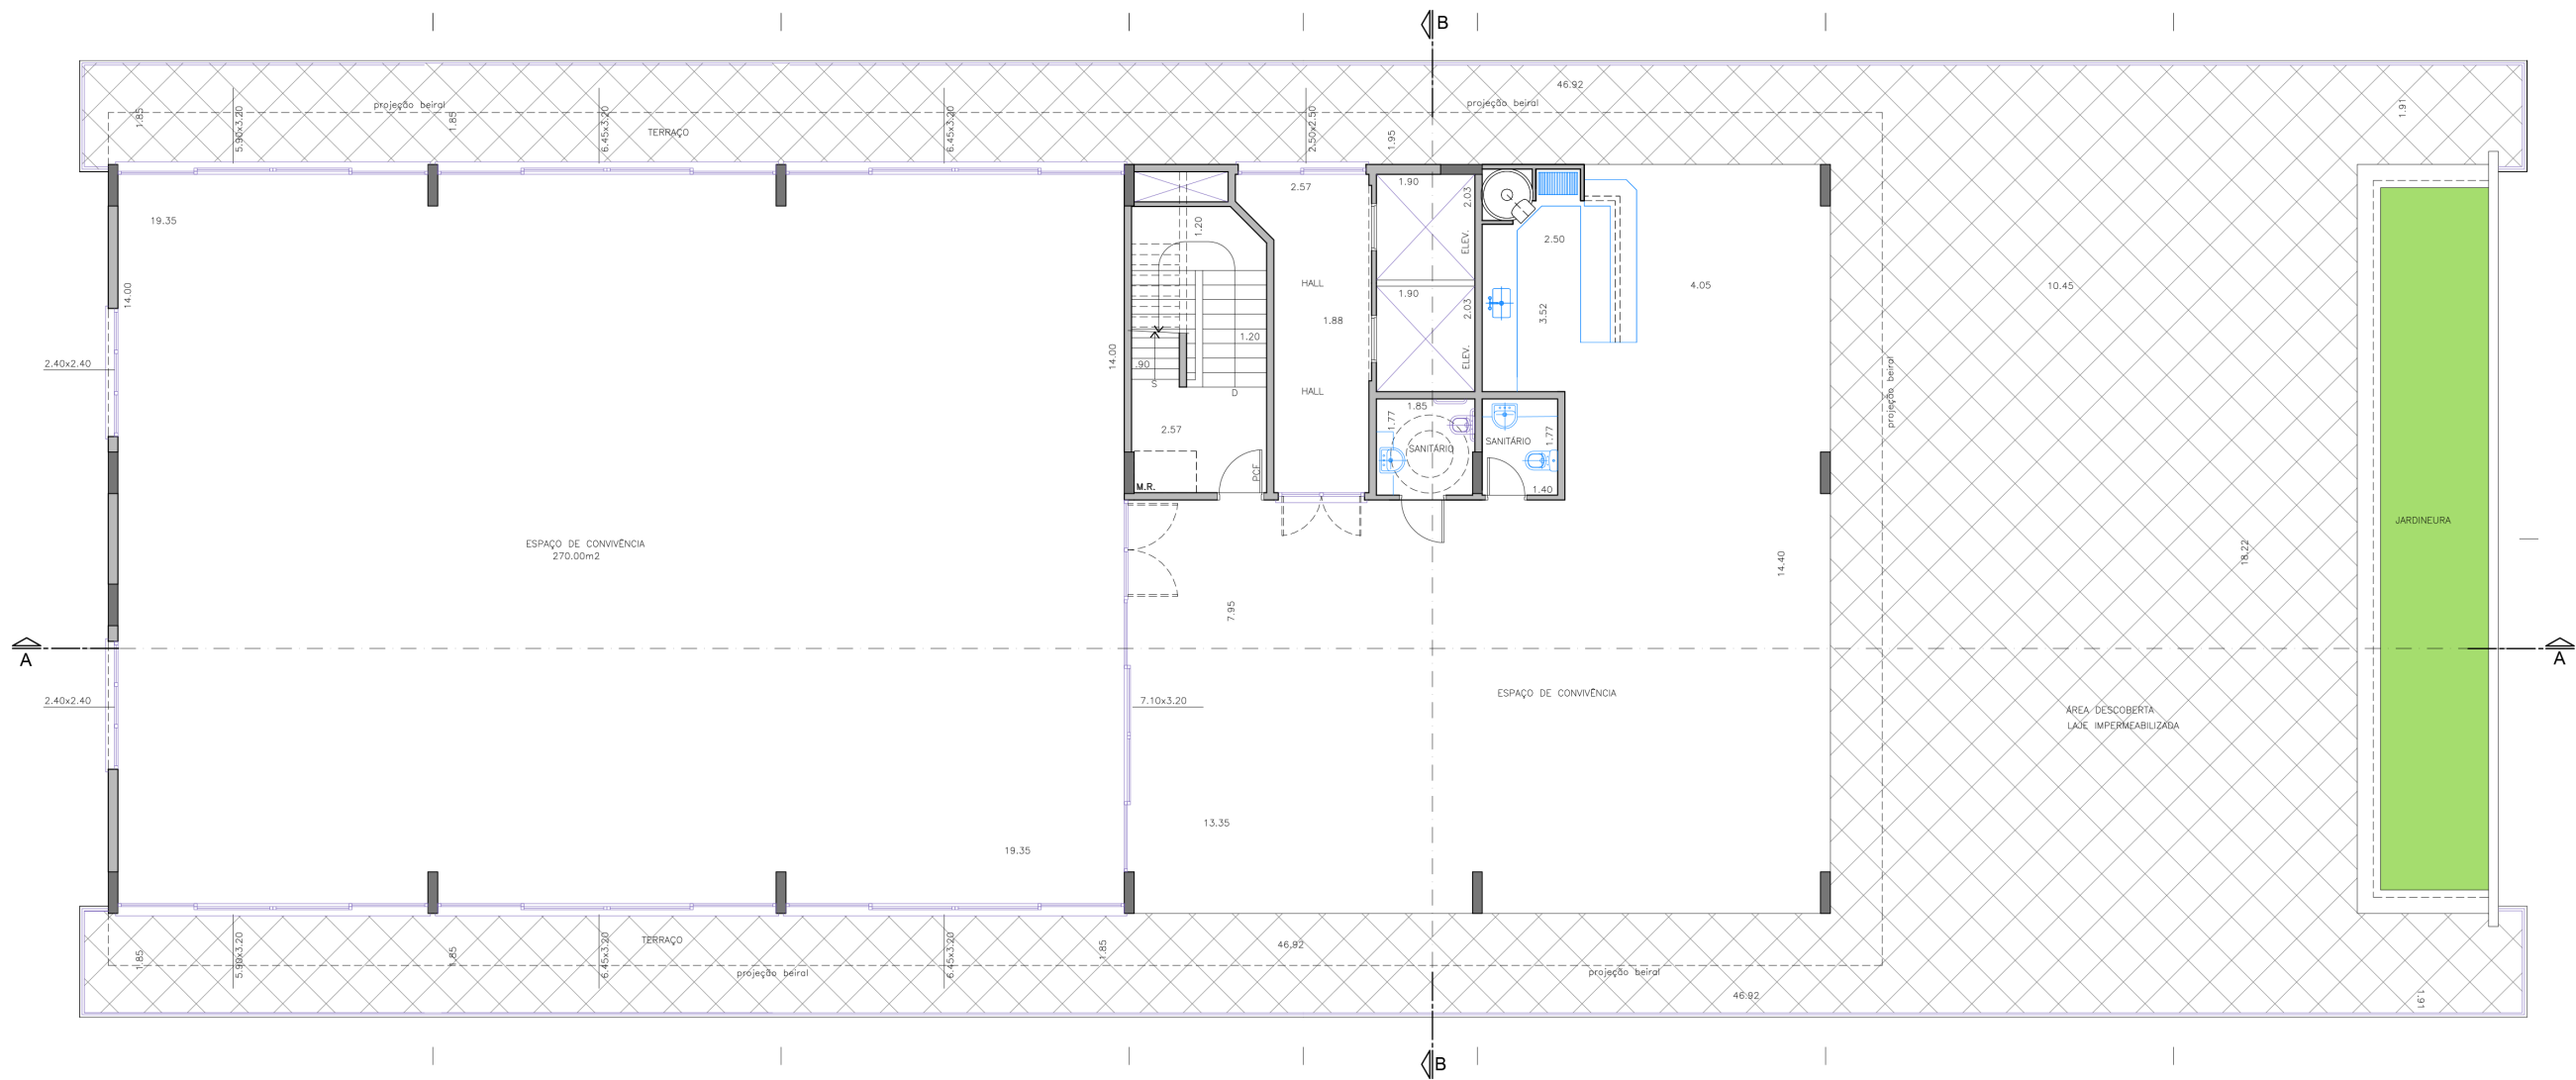 B
46.92
projeção beiral
projeção beiral
1.85
5.90x3.20
1.85
6.45x3.20
TERRAÇO
6.45x3.20
2.50x2.50
1.95
1.91
19.35
14.00
1.20
2.57
1.90
2.03
ELEV.
2.50
HALL
4.05
10.45
1.90
2.03
ELEV.
3.52
1.88
1.20
14.00
.90
S
D
HALL
2.40x2.40
projeção beiral
1.85
1.77
SANITÁRIO
SANITÁRIO
1.77
1.40
2.57
PCF
M.R.
JARDINEURA
ESPAÇO DE CONVIVÊNCIA
270.00m2
14.40
18.22
7.95
A
A
2.40x2.40
7.10x3.20
ESPAÇO DE CONVIVÊNCIA
ÁREA DESCOBERTA
LAJE IMPERMEABILIZADA
13.35
19.35
1.85
5.90x3.20
1.85
6.45x3.20
TERRAÇO
6.45x3.20
1.85
46.92
projeção beiral
projeção beiral
46.92
1.91
B